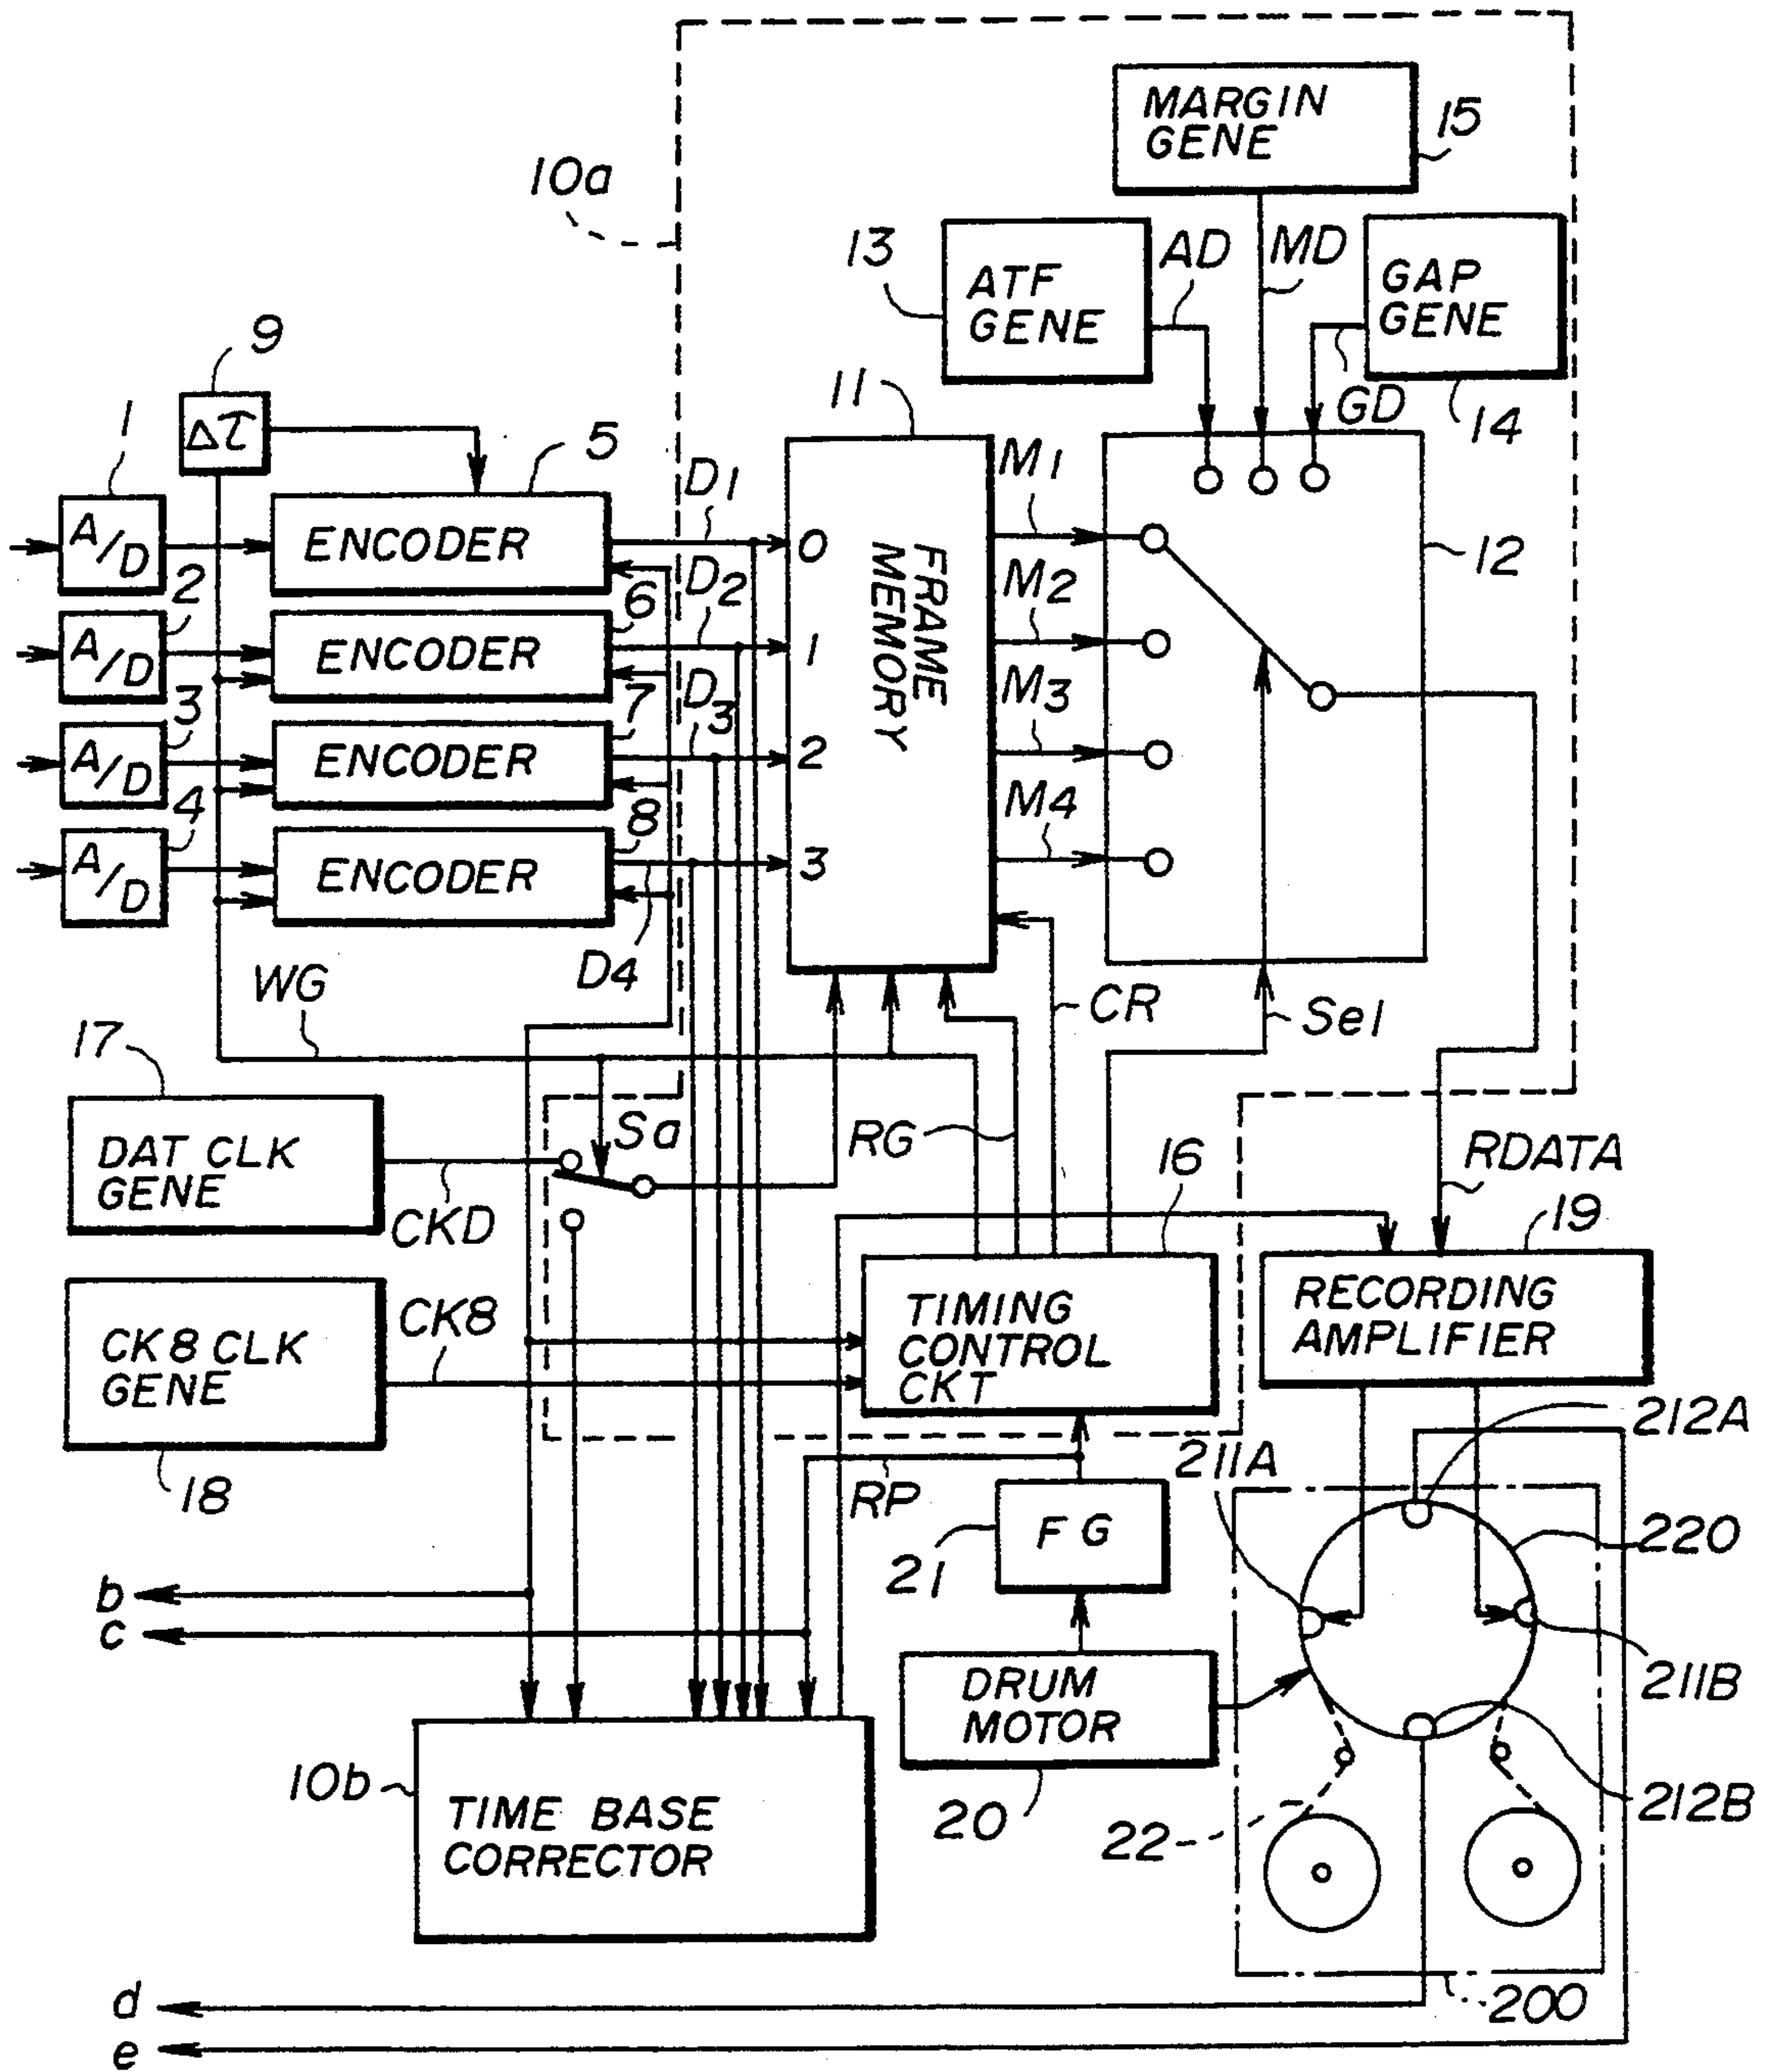 MARGIN
GENE
15
10a
13
ATF
GENE
AD
MD
GAP
GENE
GD
14
9
Δτ
1
5
11
A/D
ENCODER
D1
0
M1
12
2
6
D2
A/D
ENCODER
1
M2
3
7
D3
A/D
ENCODER
2
M3
4
8
A/D
ENCODER
3
M4
D4
FRAME
MEMORY
WG
CR
Sel
17
DAT CLK
GENE
CKD
Sa
RG
16
RDATA
19
CK8 CLK
GENE
CK8
18
TIMING
CONTROL
CKT
RECORDING
AMPLIFIER
212A
211A
RP
FG
21
220
b
c
DRUM
MOTOR
20
211B
212B
22
10b
TIME BASE
CORRECTOR
200
d
e